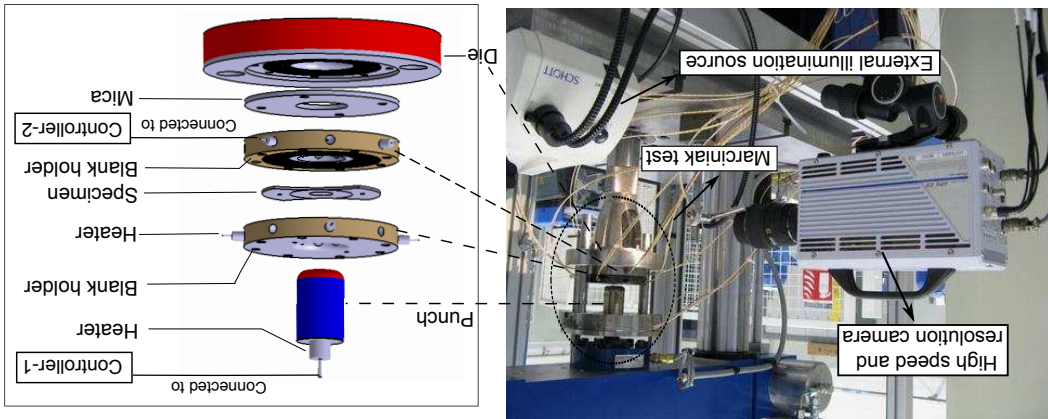 High speed and
resolution camera
Marciniak test
External illumination source
SCHOTT
Connected to
Controller-1
Heater
Punch
Blank holder
Heater
Specimen
Blank holder
Connected to
Controller-2
Mica
Die